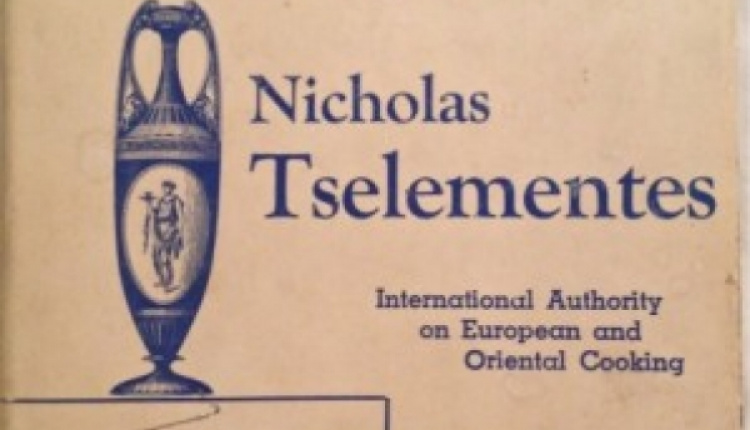 Nicholas
Tselementes
International Authority
on European and
Oriental Cooking